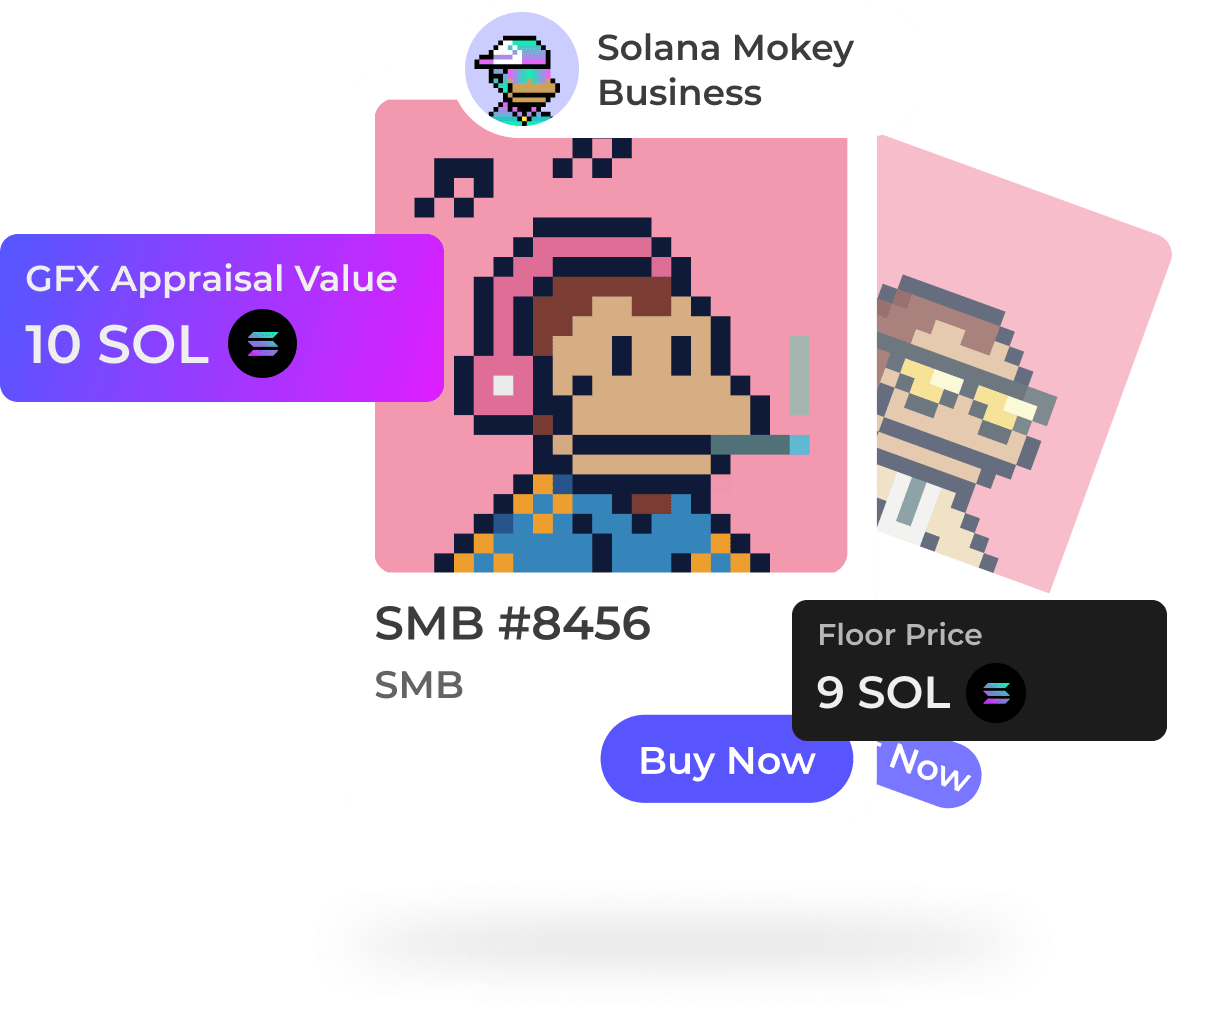 Solana Mokey
Business
GFX Appraisal Value
10 SOL
SMB #8456
SMB
Floor Price
9 SOL
Buy Now
Now